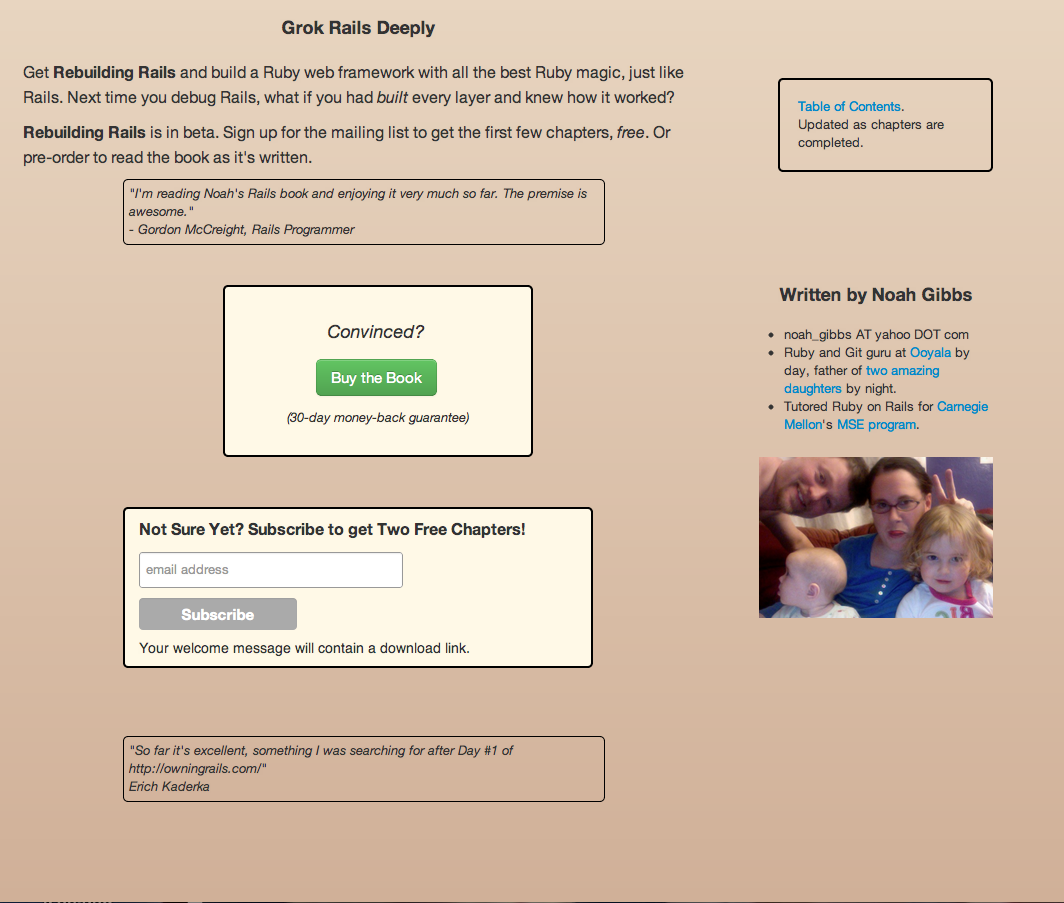 Grok Rails Deeply
Get Rebuilding Rails and build a Ruby web framework with all the best Ruby magic, just like
Rails. Next time you debug Rails, what if you had built every layer and knew how it worked?
Rebuilding Rails is in beta. Sign up for the mailing list to get the first few chapters, free. Or
pre-order to read the book as it's written.
"I'm reading Noah's Rails book and enjoying it very much so far. The premise is
awesome."
- Gordon McCreight, Rails Programmer
Convinced?
Buy the Book
(30-day money-back guarantee)
Not Sure Yet? Subscribe to get Two Free Chapters!
email address
Subscribe
Your welcome message will contain a download link.
"So far it's excellent, something I was searching for after Day #1 of
http://owningrails.com/"
Erich Kaderka
Table of Contents.
Updated as chapters are
completed.
Written by Noah Gibbs
noah_gibbs AT yahoo DOT com
Ruby and Git guru at Ooyala by
day, father of two amazing
daughters by night.
Tutored Ruby on Rails for Carnegie
Mellon's MSE program.